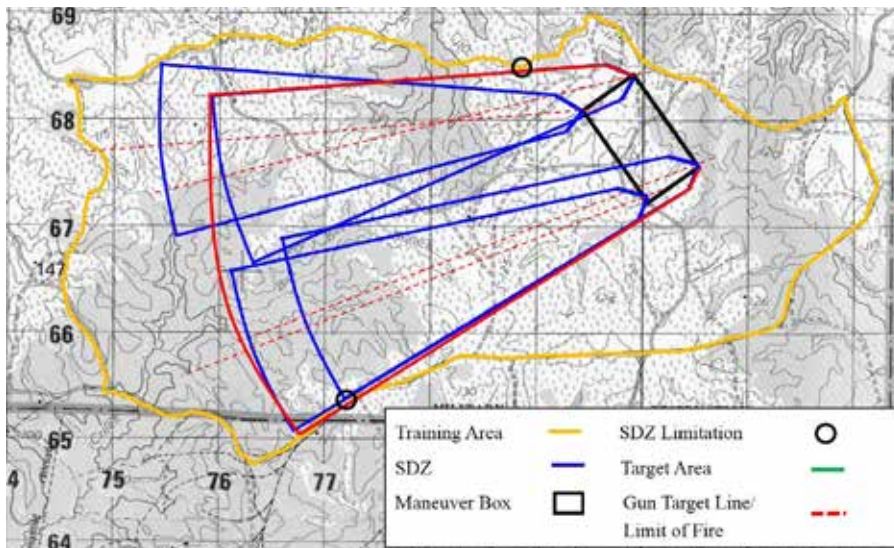 69
68
67
147
66
65
4
75
76
77
64
Training Area
SDZ Limitation
SDZ
Target Area
Maneuver Box
Gun Target Line/
Limit of Fire